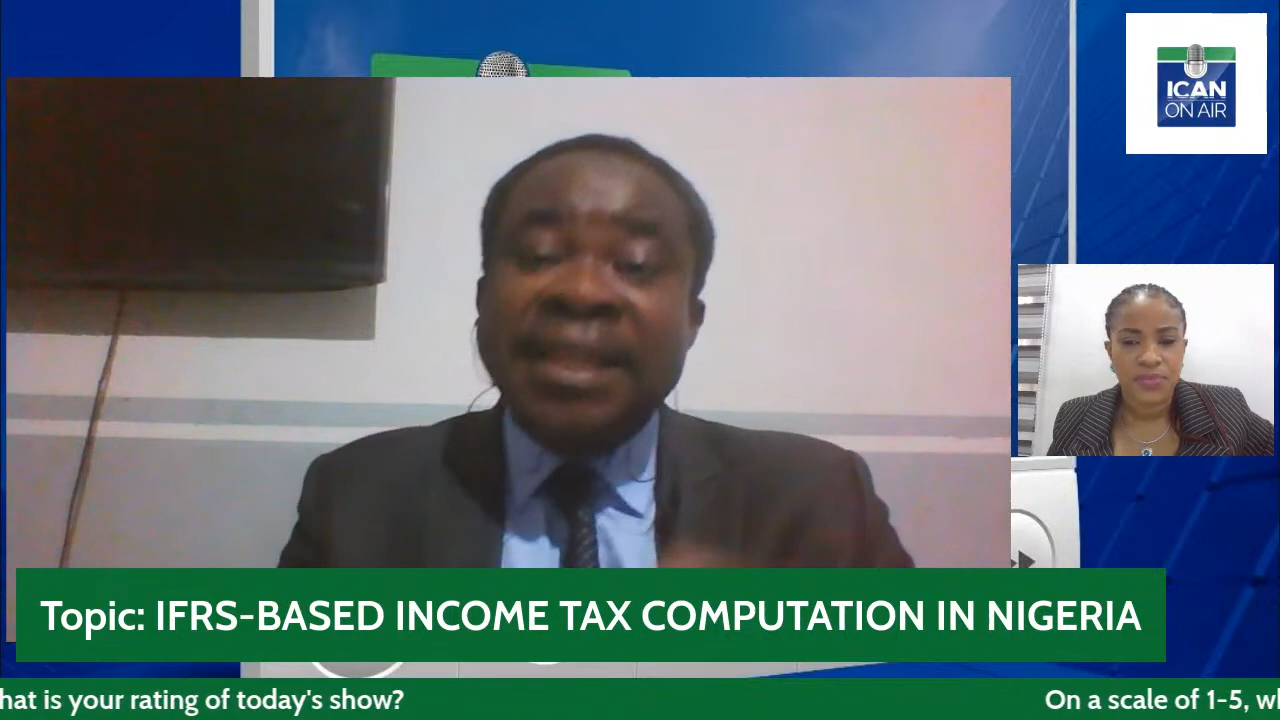 ICAN
ON AIR
Topic: IFRS-BASED INCOME TAX COMPUTATION IN NIGERIA
hat is your rating of today's show?
On a scale of 1-5, wh